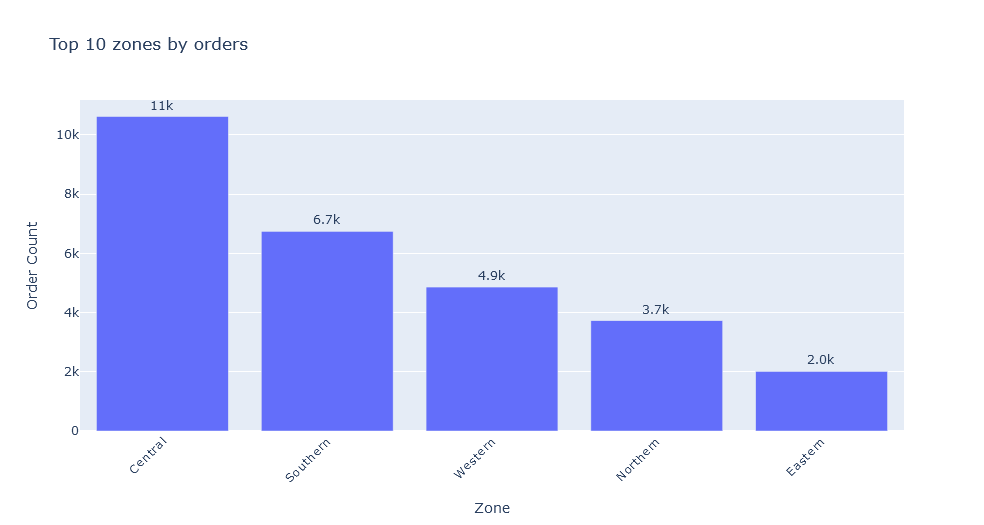 Top 10 zones by orders
11k
10k
8k
6.7k
6k
4.9k
4k
3.7k
2k
2.0k
0
Order Count
Central
Southern
Western
Northern
Eastern
Zone